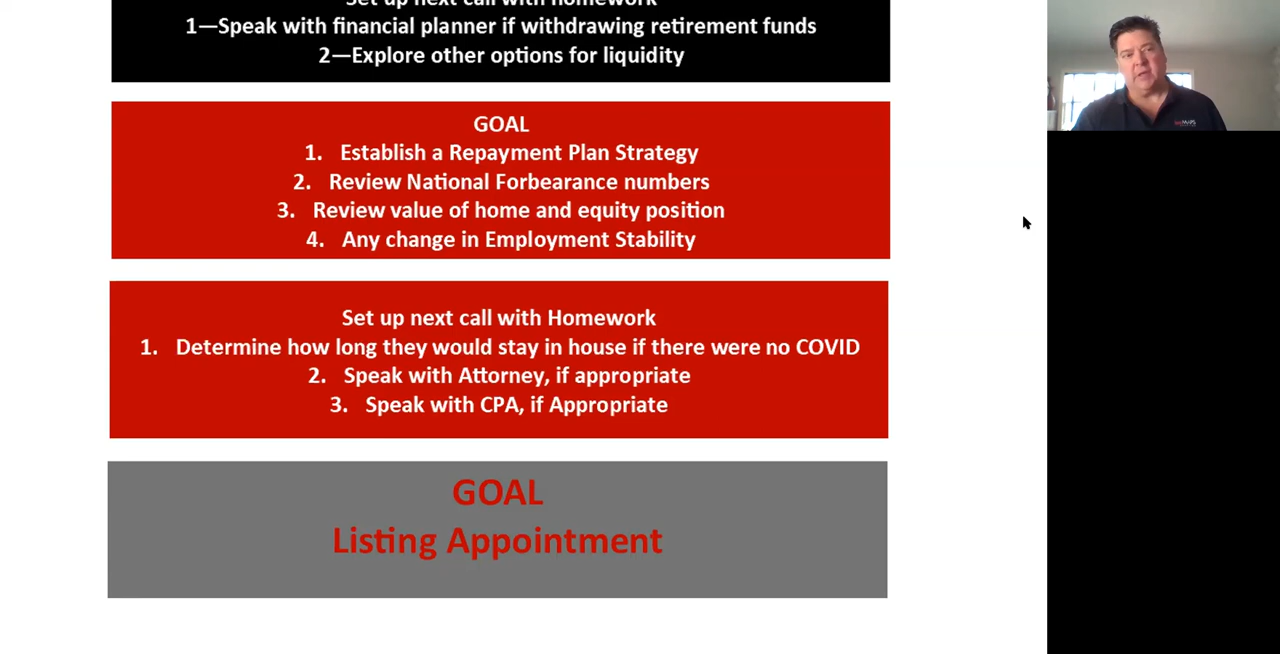 Set up next call with homework
1—Speak with financial planner if withdrawing retirement funds
2—Explore other options for liquidity
GOAL
1. Establish a Repayment Plan Strategy
2. Review National Forbearance numbers
3. Review value of home and equity position
4. Any change in Employment Stability
Set up next call with Homework
1. Determine how long they would stay in house if there were no COVID
2. Speak with Attorney, if appropriate
3. Speak with CPA, if Appropriate
GOAL
Listing Appointment